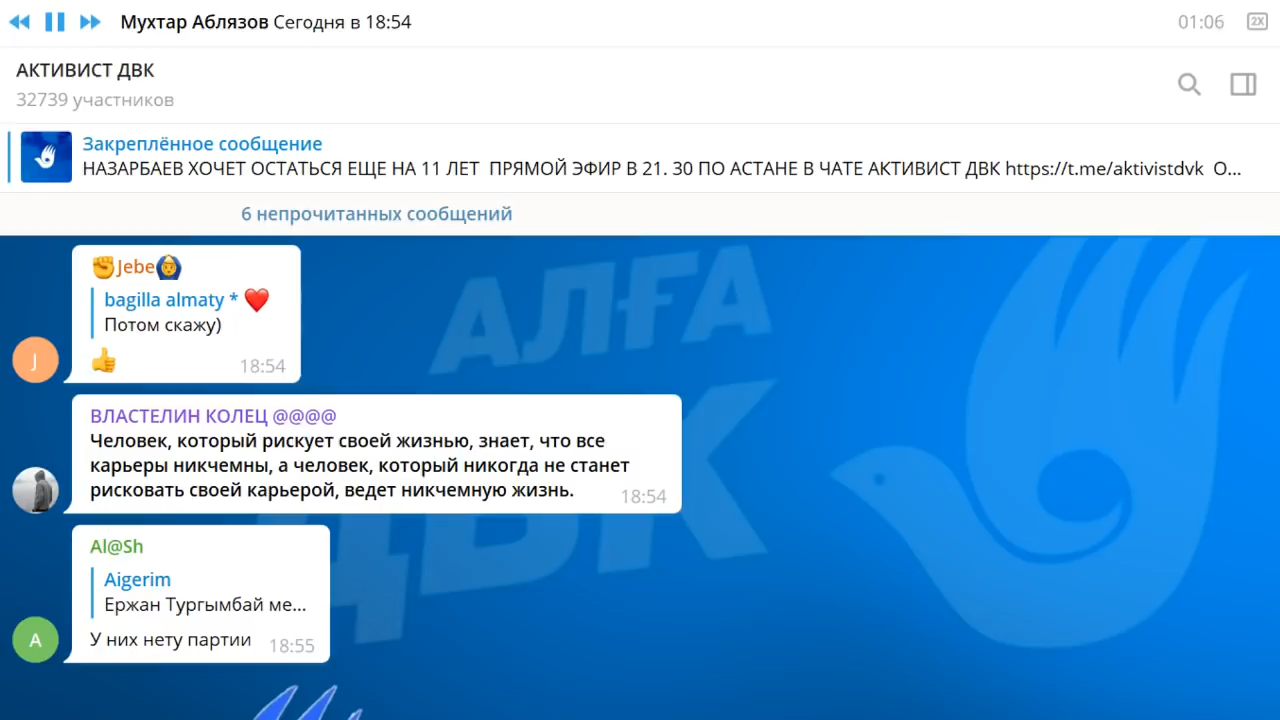 Мухтар Аблязов Сегодня в 18:54
01:06
2X
АКТИВИСТ ДВК
32739 участников
Закреплённое сообщение
НАЗАРБАЕВ ХОЧЕТ ОСТАТЬСЯ ЕЩЕ НА 11 ЛЕТ ПРЯМОЙ ЭФИР В 21. 30 ПО АСТАНЕ В ЧАТЕ АКТИВИСТ ДВК https://t.me/aktivistdvk О...
6 непрочитанных сообщений
АЛҒА
ДВК
✊Jebe🙆‍♂️
bagilla almaty * ❤️
Потом скажу)
👍 18:54
J
ВЛАСТЕЛИН КОЛЕЦ @@@@
Человек, который рискует своей жизнью, знает, что все
карьеры никчемны, а человек, который никогда не станет
рисковать своей карьерой, ведет никчемную жизнь.
18:54
Al@Sh
Aigerim
Ержан Тургымбай ме...
У них нету партии 18:55
A